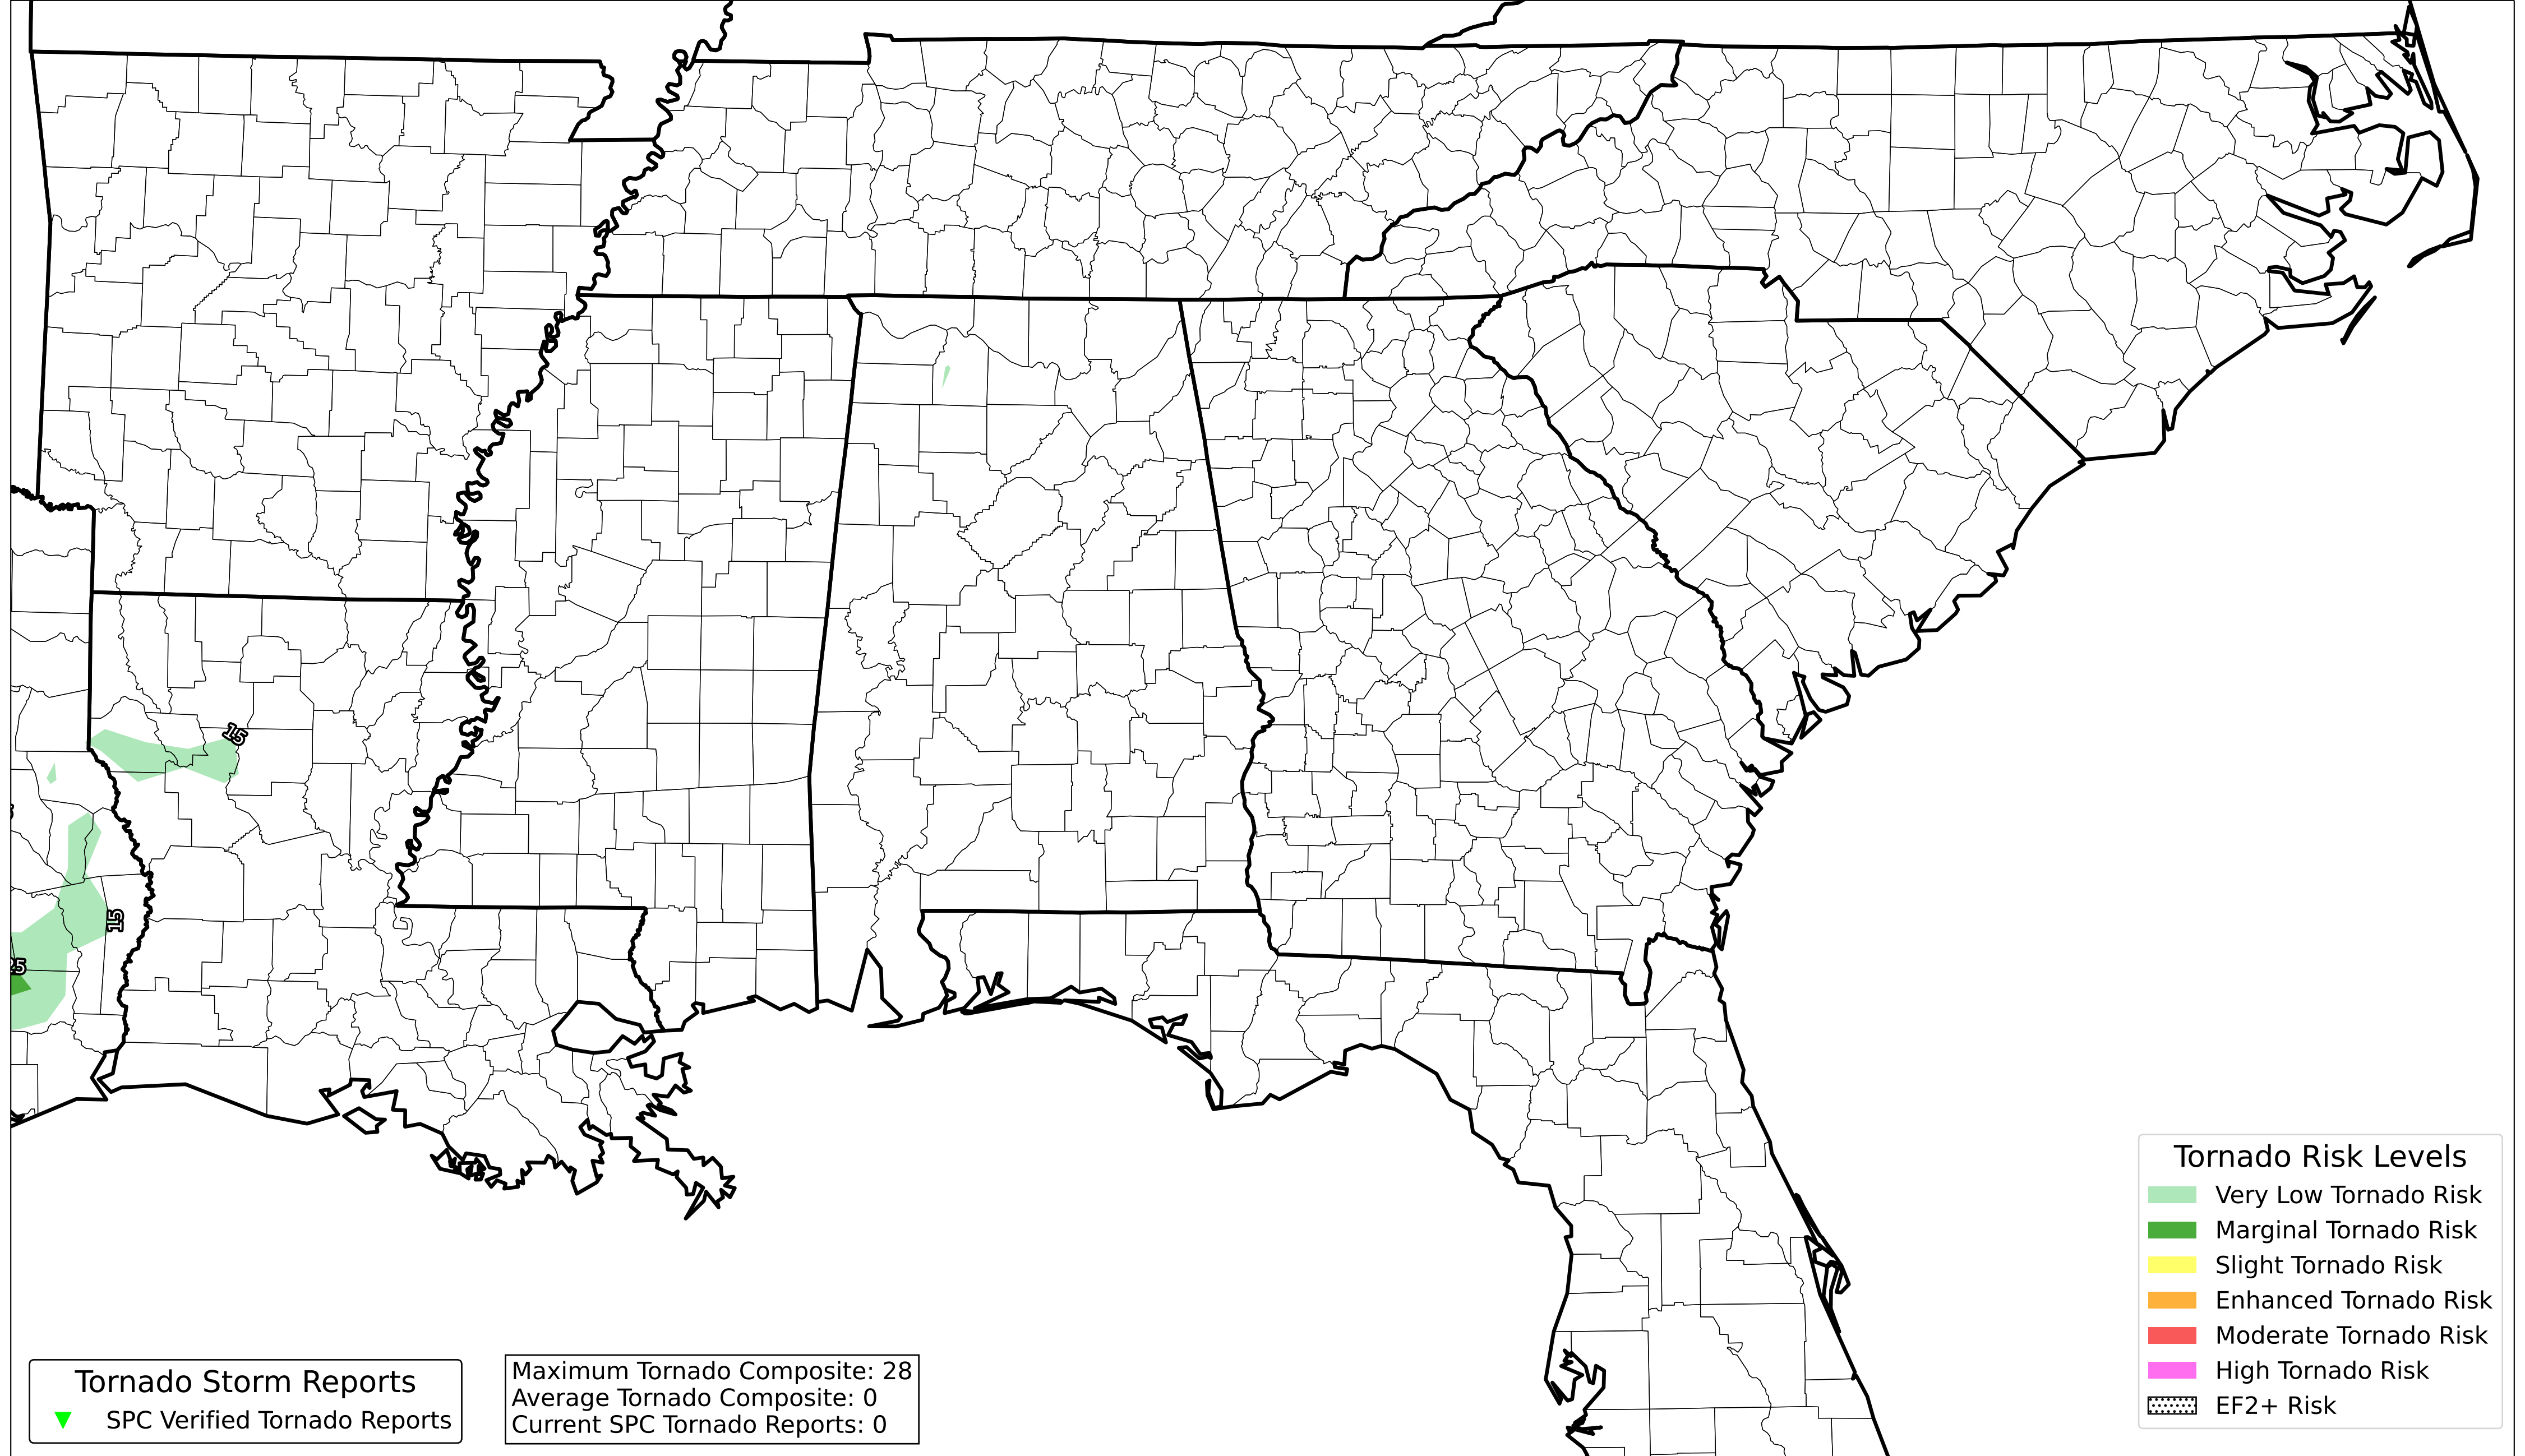 15
15
25
Tornado Risk Levels
Very Low Tornado Risk
Marginal Tornado Risk
Slight Tornado Risk
Enhanced Tornado Risk
Moderate Tornado Risk
High Tornado Risk
EF2+ Risk
Tornado Storm Reports
SPC Verified Tornado Reports
Maximum Tornado Composite: 28
Average Tornado Composite: 0
Current SPC Tornado Reports: 0